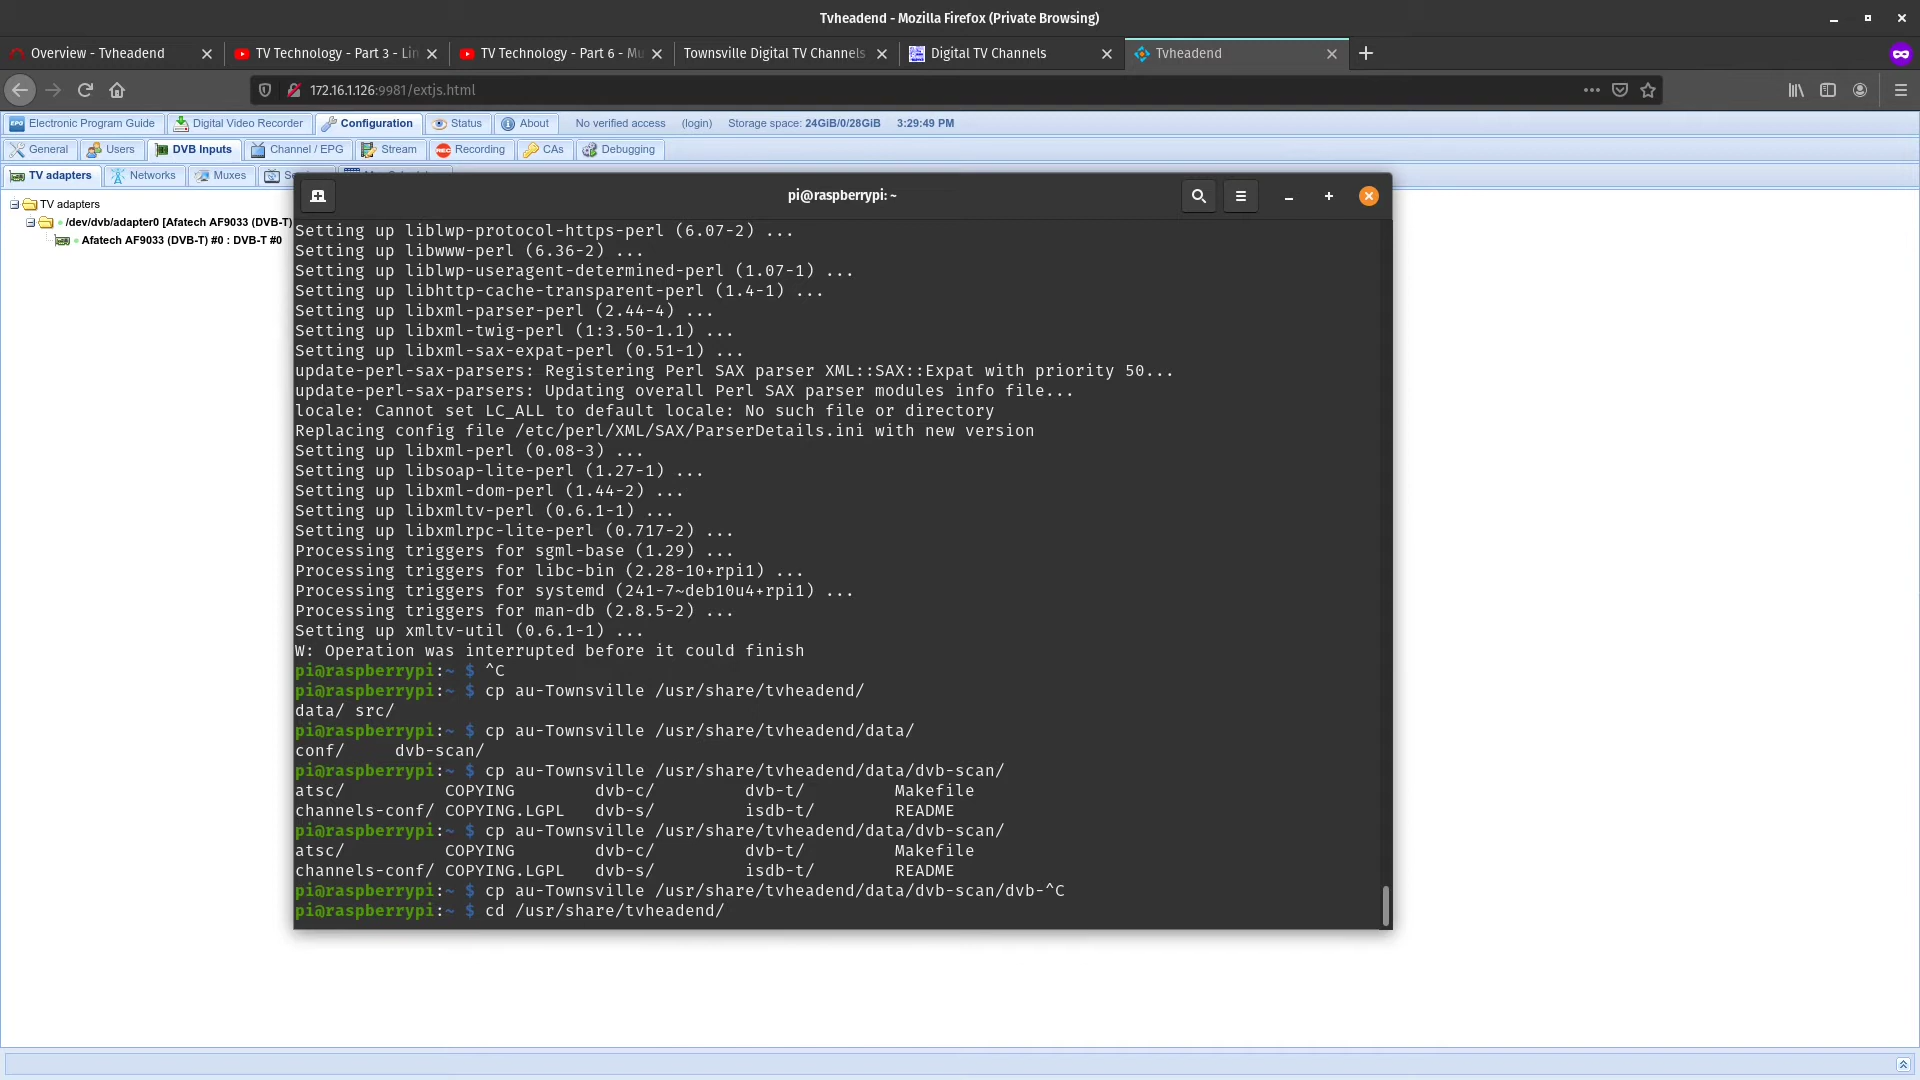 Tvheadend - Mozilla Firefox (Private Browsing)
Overview - Tvheadend
TV Technology - Part 3 - Lin
TV Technology - Part 6 - Mu
Townsville Digital TV Channels
Digital TV Channels
Tvheadend
172.16.1.126:9981/extjs.html
Electronic Program Guide
Digital Video Recorder
Configuration
Status
About
No verified access
(login)
Storage space: 24GiB/0/28GiB
3:29:49 PM
General
Users
DVB Inputs
Channel / EPG
Stream
Recording
CAs
Debugging
TV adapters
Networks
Muxes
TV adapters
/dev/dvb/adapter0 [Afatech AF9033 (DVB-T)
Afatech AF9033 (DVB-T) #0 : DVB-T #0
pi@raspberrypi: ~
Setting up liblwp-protocol-https-perl (6.07-2) ...
Setting up libwww-perl (6.36-2) ...
Setting up liblwp-useragent-determined-perl (1.07-1) ...
Setting up libhttp-cache-transparent-perl (1.4-1) ...
Setting up libxml-parser-perl (2.44-4) ...
Setting up libxml-twig-perl (1:3.50-1.1) ...
Setting up libxml-sax-expat-perl (0.51-1) ...
update-perl-sax-parsers: Registering Perl SAX parser XML::SAX::Expat with priority 50...
update-perl-sax-parsers: Updating overall Perl SAX parser modules info file...
locale: Cannot set LC_ALL to default locale: No such file or directory
Replacing config file /etc/perl/XML/SAX/ParserDetails.ini with new version
Setting up libxml-perl (0.08-3) ...
Setting up libsoap-lite-perl (1.27-1) ...
Setting up libxml-dom-perl (1.44-2) ...
Setting up libxmltv-perl (0.6.1-1) ...
Setting up libxmlrpc-lite-perl (0.717-2) ...
Processing triggers for sgml-base (1.29) ...
Processing triggers for libc-bin (2.28-10+rpi1) ...
Processing triggers for systemd (241-7~deb10u4+rpi1) ...
Processing triggers for man-db (2.8.5-2) ...
Setting up xmltv-util (0.6.1-1) ...
W: Operation was interrupted before it could finish
pi@raspberrypi:~ $ ^C
pi@raspberrypi:~ $ cp au-Townsville /usr/share/tvheadend/
data/ src/
pi@raspberrypi:~ $ cp au-Townsville /usr/share/tvheadend/data/
conf/     dvb-scan/
pi@raspberrypi:~ $ cp au-Townsville /usr/share/tvheadend/data/dvb-scan/
atsc/          COPYING        dvb-c/         dvb-t/         Makefile
channels-conf/ COPYING.LGPL   dvb-s/         isdb-t/        README
pi@raspberrypi:~ $ cp au-Townsville /usr/share/tvheadend/data/dvb-scan/
atsc/          COPYING        dvb-c/         dvb-t/         Makefile
channels-conf/ COPYING.LGPL   dvb-s/         isdb-t/        README
pi@raspberrypi:~ $ cp au-Townsville /usr/share/tvheadend/data/dvb-scan/dvb-^C
pi@raspberrypi:~ $ cd /usr/share/tvheadend/